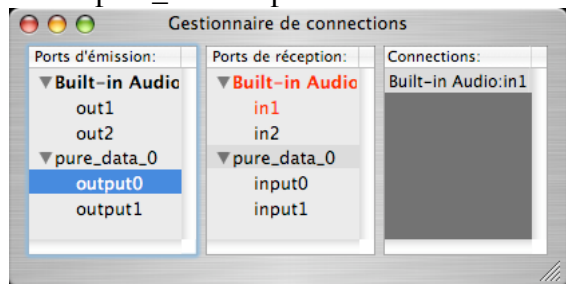 Gestionnaire de connections
Ports d'émission:
Built-in Audio
out1
out2
pure_data_0
output0
output1
Ports de réception:
Built-in Audio
in1
in2
pure_data_0
input0
input1
Connections:
Built-in Audio:in1